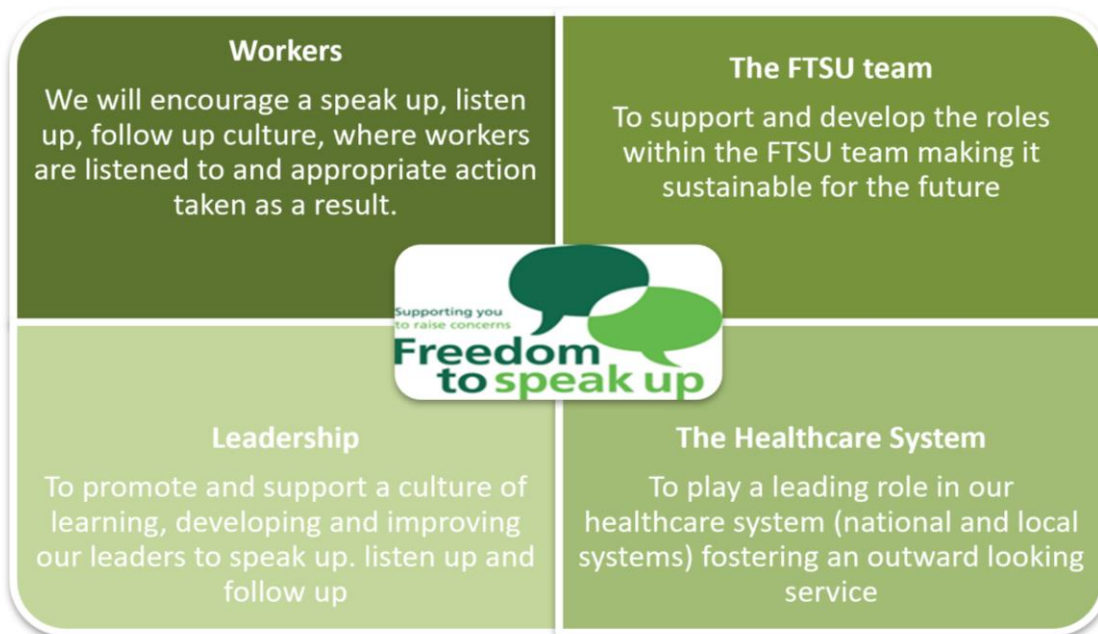 Workers
We will encourage a speak up, listen
up, follow up culture, where workers
are listened to and appropriate action
taken as a result.
The FTSU team
To support and develop the roles
within the FTSU team making it
sustainable for the future
Supporting you
to raise concerns
Freedom
to speak up
Leadership
To promote and support a culture of
learning, developing and improving
our leaders to speak up. listen up and
follow up
The Healthcare System
To play a leading role in our
healthcare system (national and local
systems) fostering an outward looking
service